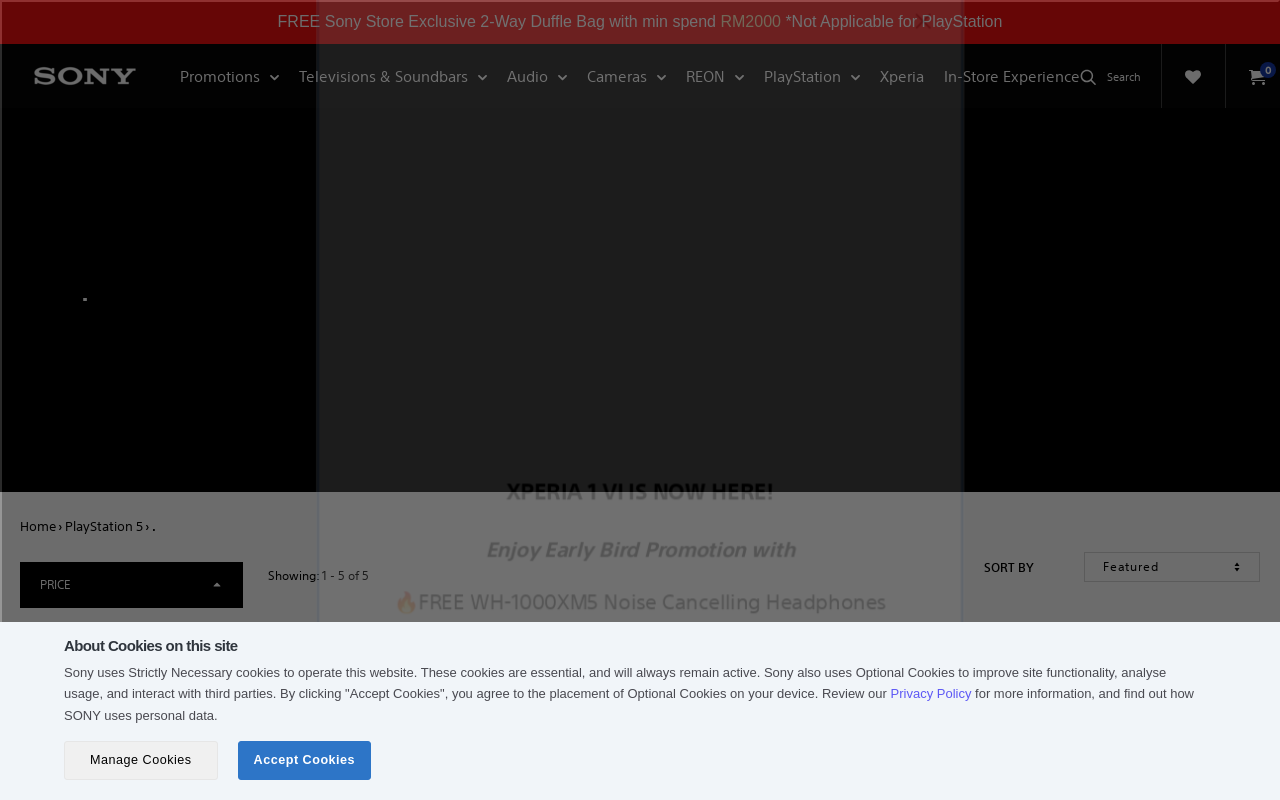 FREE Sony Store Exclusive 2-Way Duffle Bag with min spend RM2000 *Not Applicable for PlayStation
SONY Promotions Televisions & Soundbars Audio Cameras REON PlayStation Xperia In-Store Experience Search 0
XPERIA 1 VI IS NOW HERE!
Home › PlayStation 5 › .
Enjoy Early Bird Promotion with
PRICE Showing: 1 - 5 of 5 SORT BY Featured
🔥FREE WH-1000XM5 Noise Cancelling Headphones
About Cookies on this site
Sony uses Strictly Necessary cookies to operate this website. These cookies are essential, and will always remain active. Sony also uses Optional Cookies to improve site functionality, analyse
usage, and interact with third parties. By clicking "Accept Cookies", you agree to the placement of Optional Cookies on your device. Review our Privacy Policy for more information, and find out how
SONY uses personal data.
Manage Cookies Accept Cookies